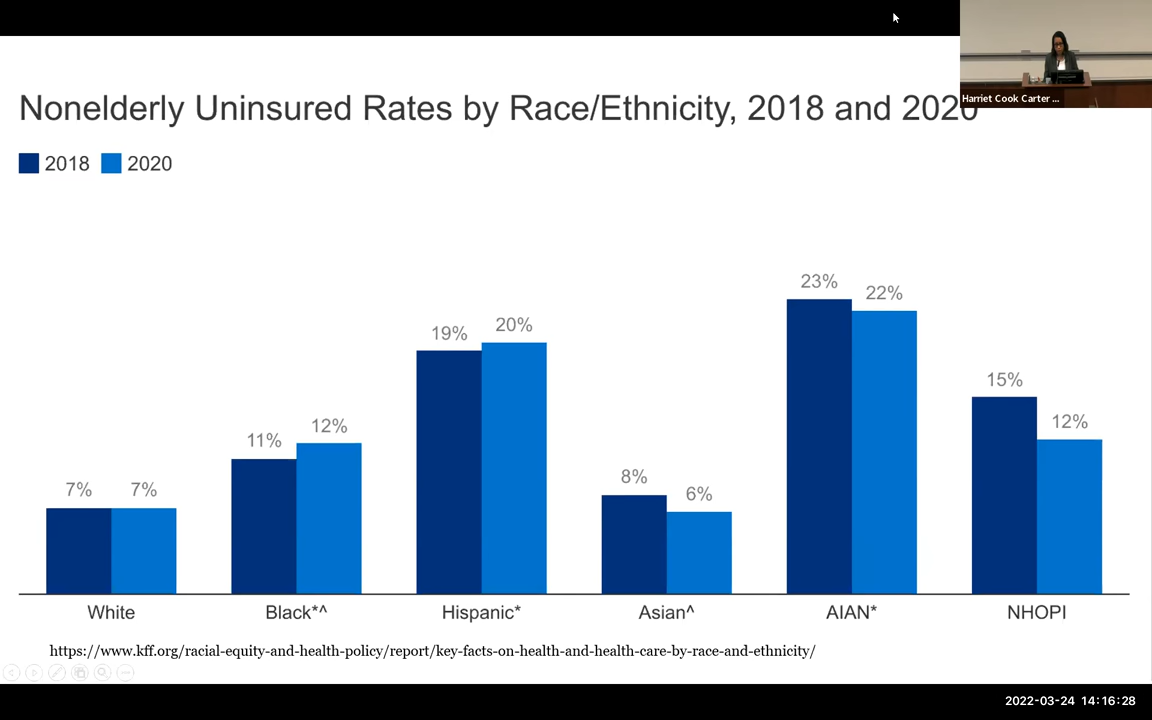 Harriet Cook Carter ...
Nonelderly Uninsured Rates by Race/Ethnicity, 2018 and 2020
2018 2020
7% 7% 11% 12% 19% 20% 8% 6% 23% 22% 15% 12%
White Black*^ Hispanic* Asian^ AIAN* NHOPI
https://www.kff.org/racial-equity-and-health-policy/report/key-facts-on-health-and-health-care-by-race-and-ethnicity/
2022-03-24 14:16:28